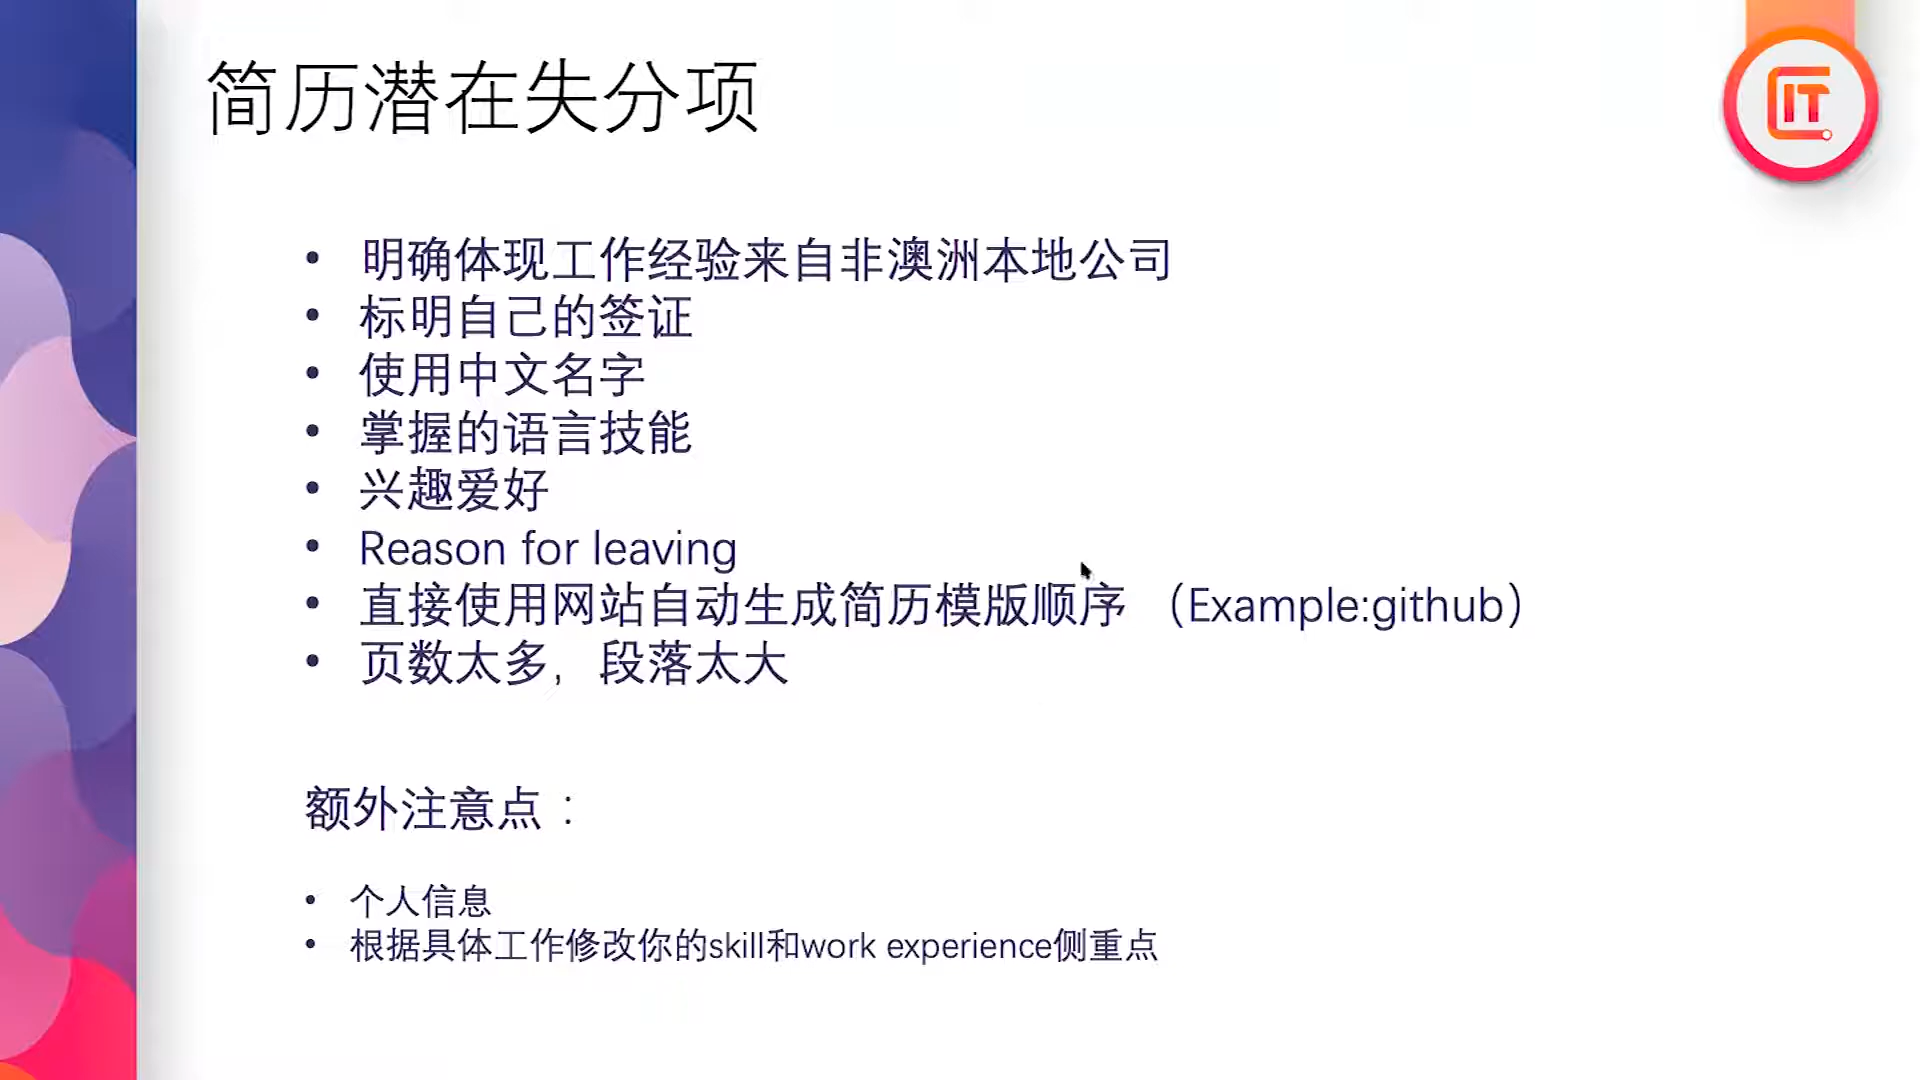 简历潜在失分项
IT
• 明确体现工作经验来自非澳洲本地公司
• 标明自己的签证
• 使用中文名字
• 掌握的语言技能
• 兴趣爱好
• Reason for leaving
• 直接使用网站自动生成简历模版顺序 （Example:github）
• 页数太多，段落太大
额外注意点：
• 个人信息
• 根据具体工作修改你的skill和work experience侧重点